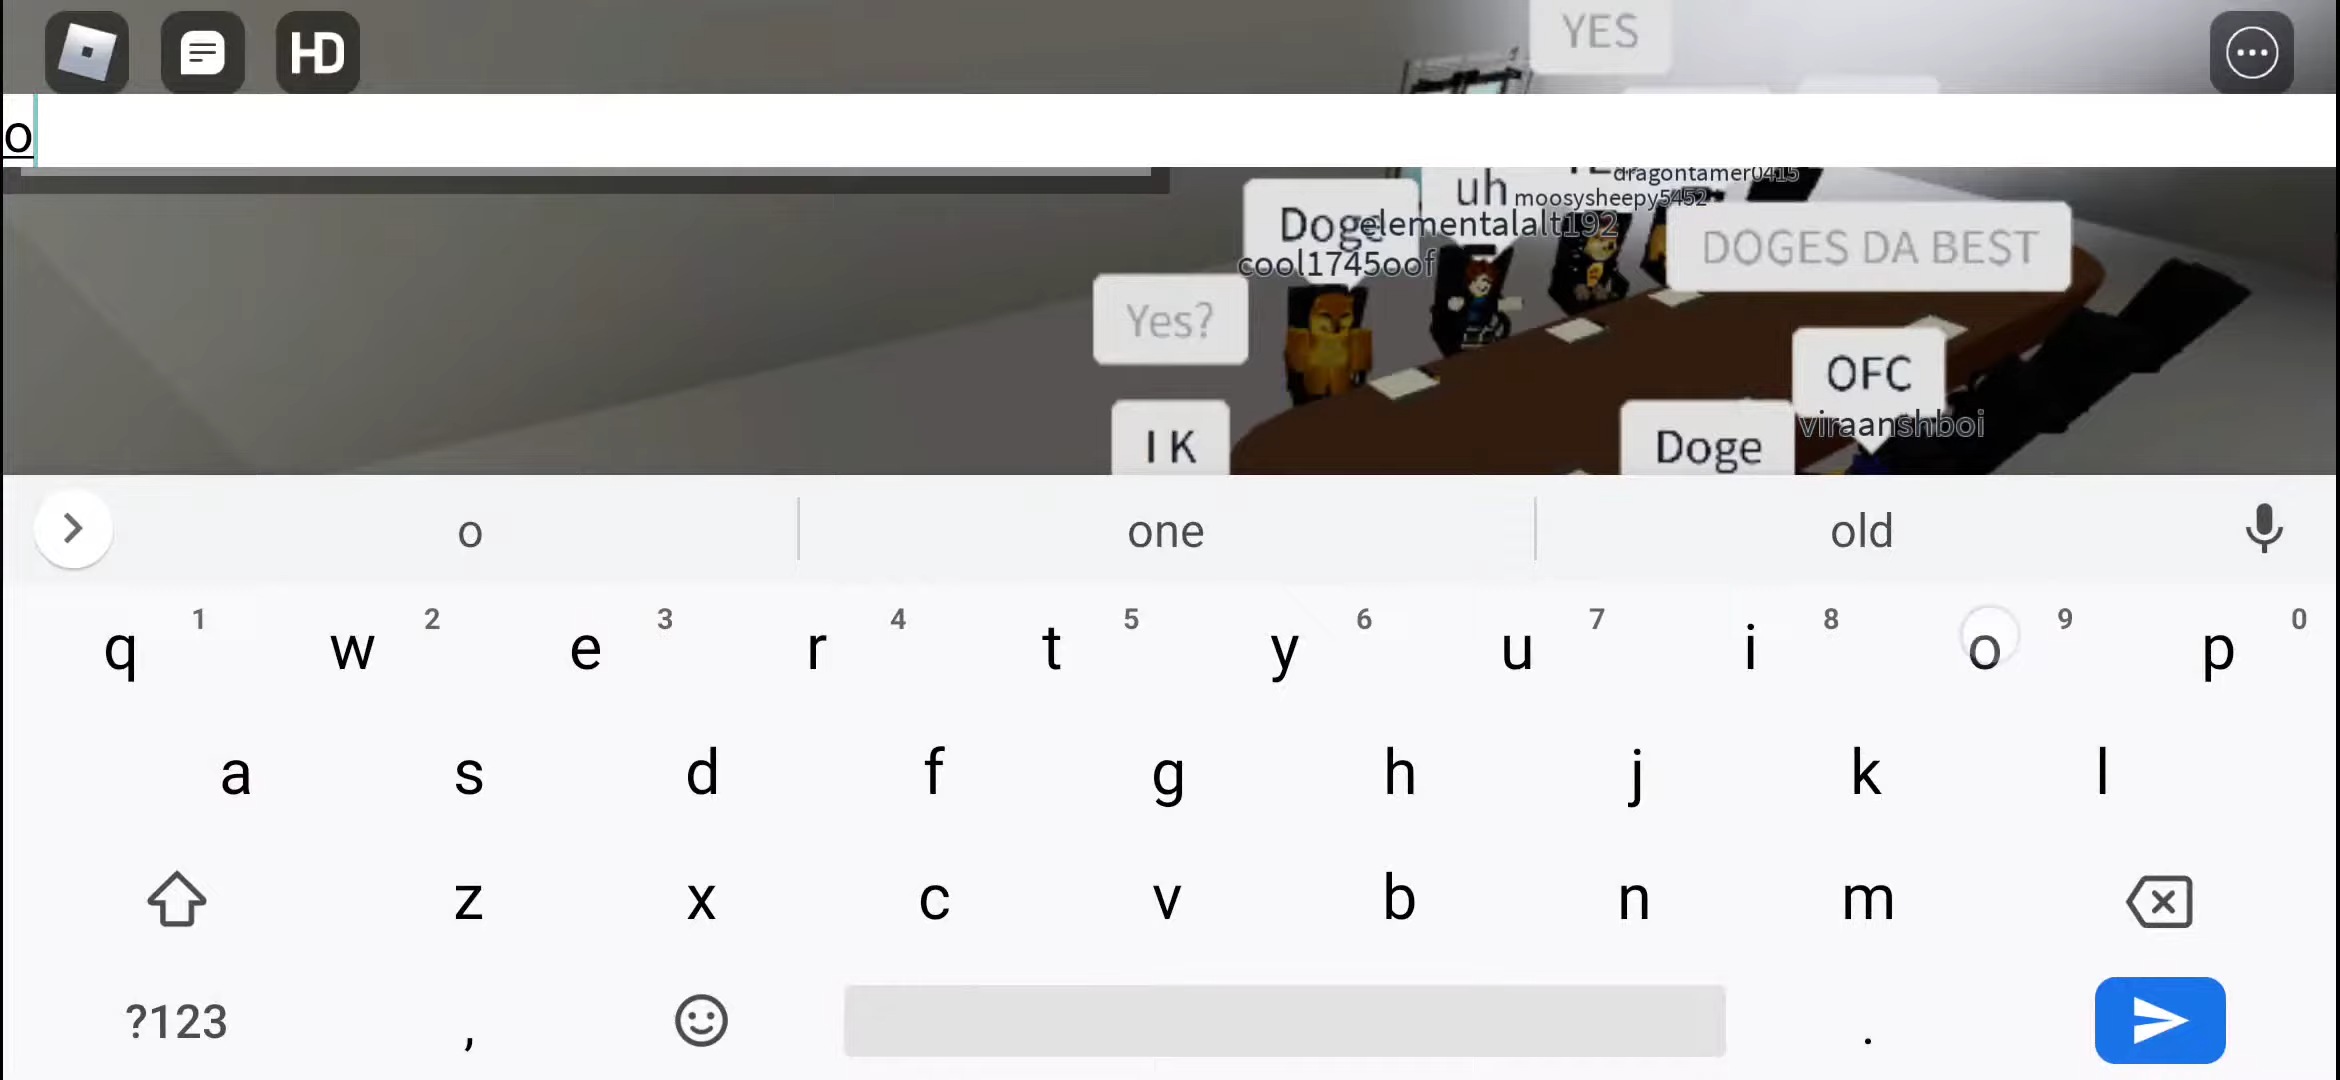 HD
YES
o
dragontamer0415
uh
moosysheepy5452
Doge
elementalalt192
cool1745oof
DOGES DA BEST
Yes?
OFC
viraanshboi
I K
Doge
o
one
old
q 1 w 2 e 3 r 4 t 5 y 6 u 7 i 8 o 9 p 0
a s d f g h j k l
z x c v b n m
?123 , .